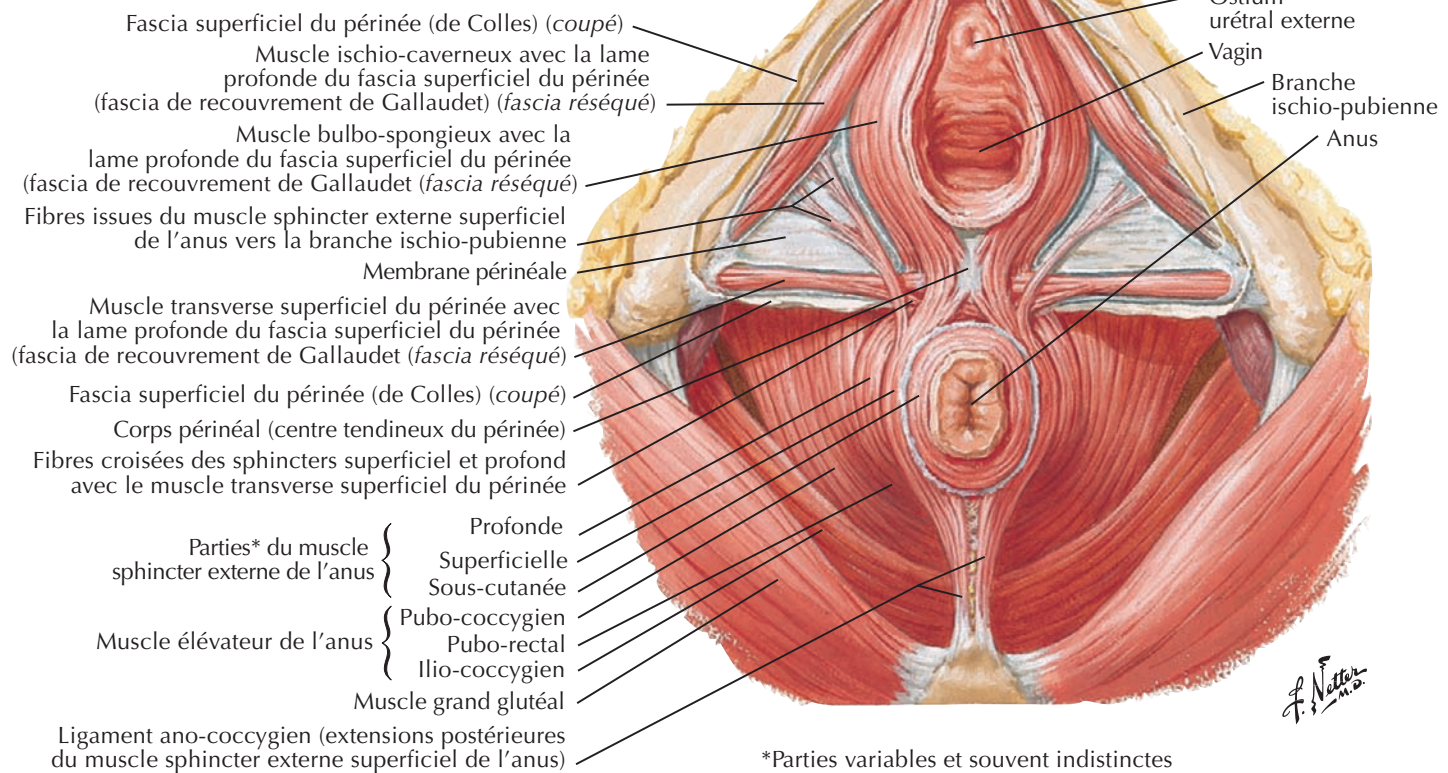 Fascia superficiel du périnée (de Colles) (coupé)
Muscle ischio-caverneux avec la lame
profonde du fascia superficiel du périnée
(fascia de recouvrement de Gallaudet) (fascia réséqué)
Muscle bulbo-spongieux avec la
lame profonde du fascia superficiel du périnée
(fascia de recouvrement de Gallaudet (fascia réséqué)
Fibres issues du muscle sphincter externe superficiel
de l’anus vers la branche ischio-pubienne
Membrane périnéale
Muscle transverse superficiel du périnée avec
la lame profonde du fascia superficiel du périnée
(fascia de recouvrement de Gallaudet (fascia réséqué)
Fascia superficiel du périnée (de Colles) (coupé)
Corps périnéal (centre tendineux du périnée)
Fibres croisées des sphincters superficiel et profond
avec le muscle transverse superficiel du périnée
Parties* du muscle
sphincter externe de l’anus
Profonde
Superficielle
Sous-cutanée
Muscle élévateur de l’anus
Pubo-coccygien
Pubo-rectal
Ilio-coccygien
Muscle grand glutéal
Ligament ano-coccygien (extensions postérieures
du muscle sphincter externe superficiel de l’anus)
Ostium
urétral externe
Vagin
Branche
ischio-pubienne
Anus
F. Netter
M.D.
*Parties variables et souvent indistinctes